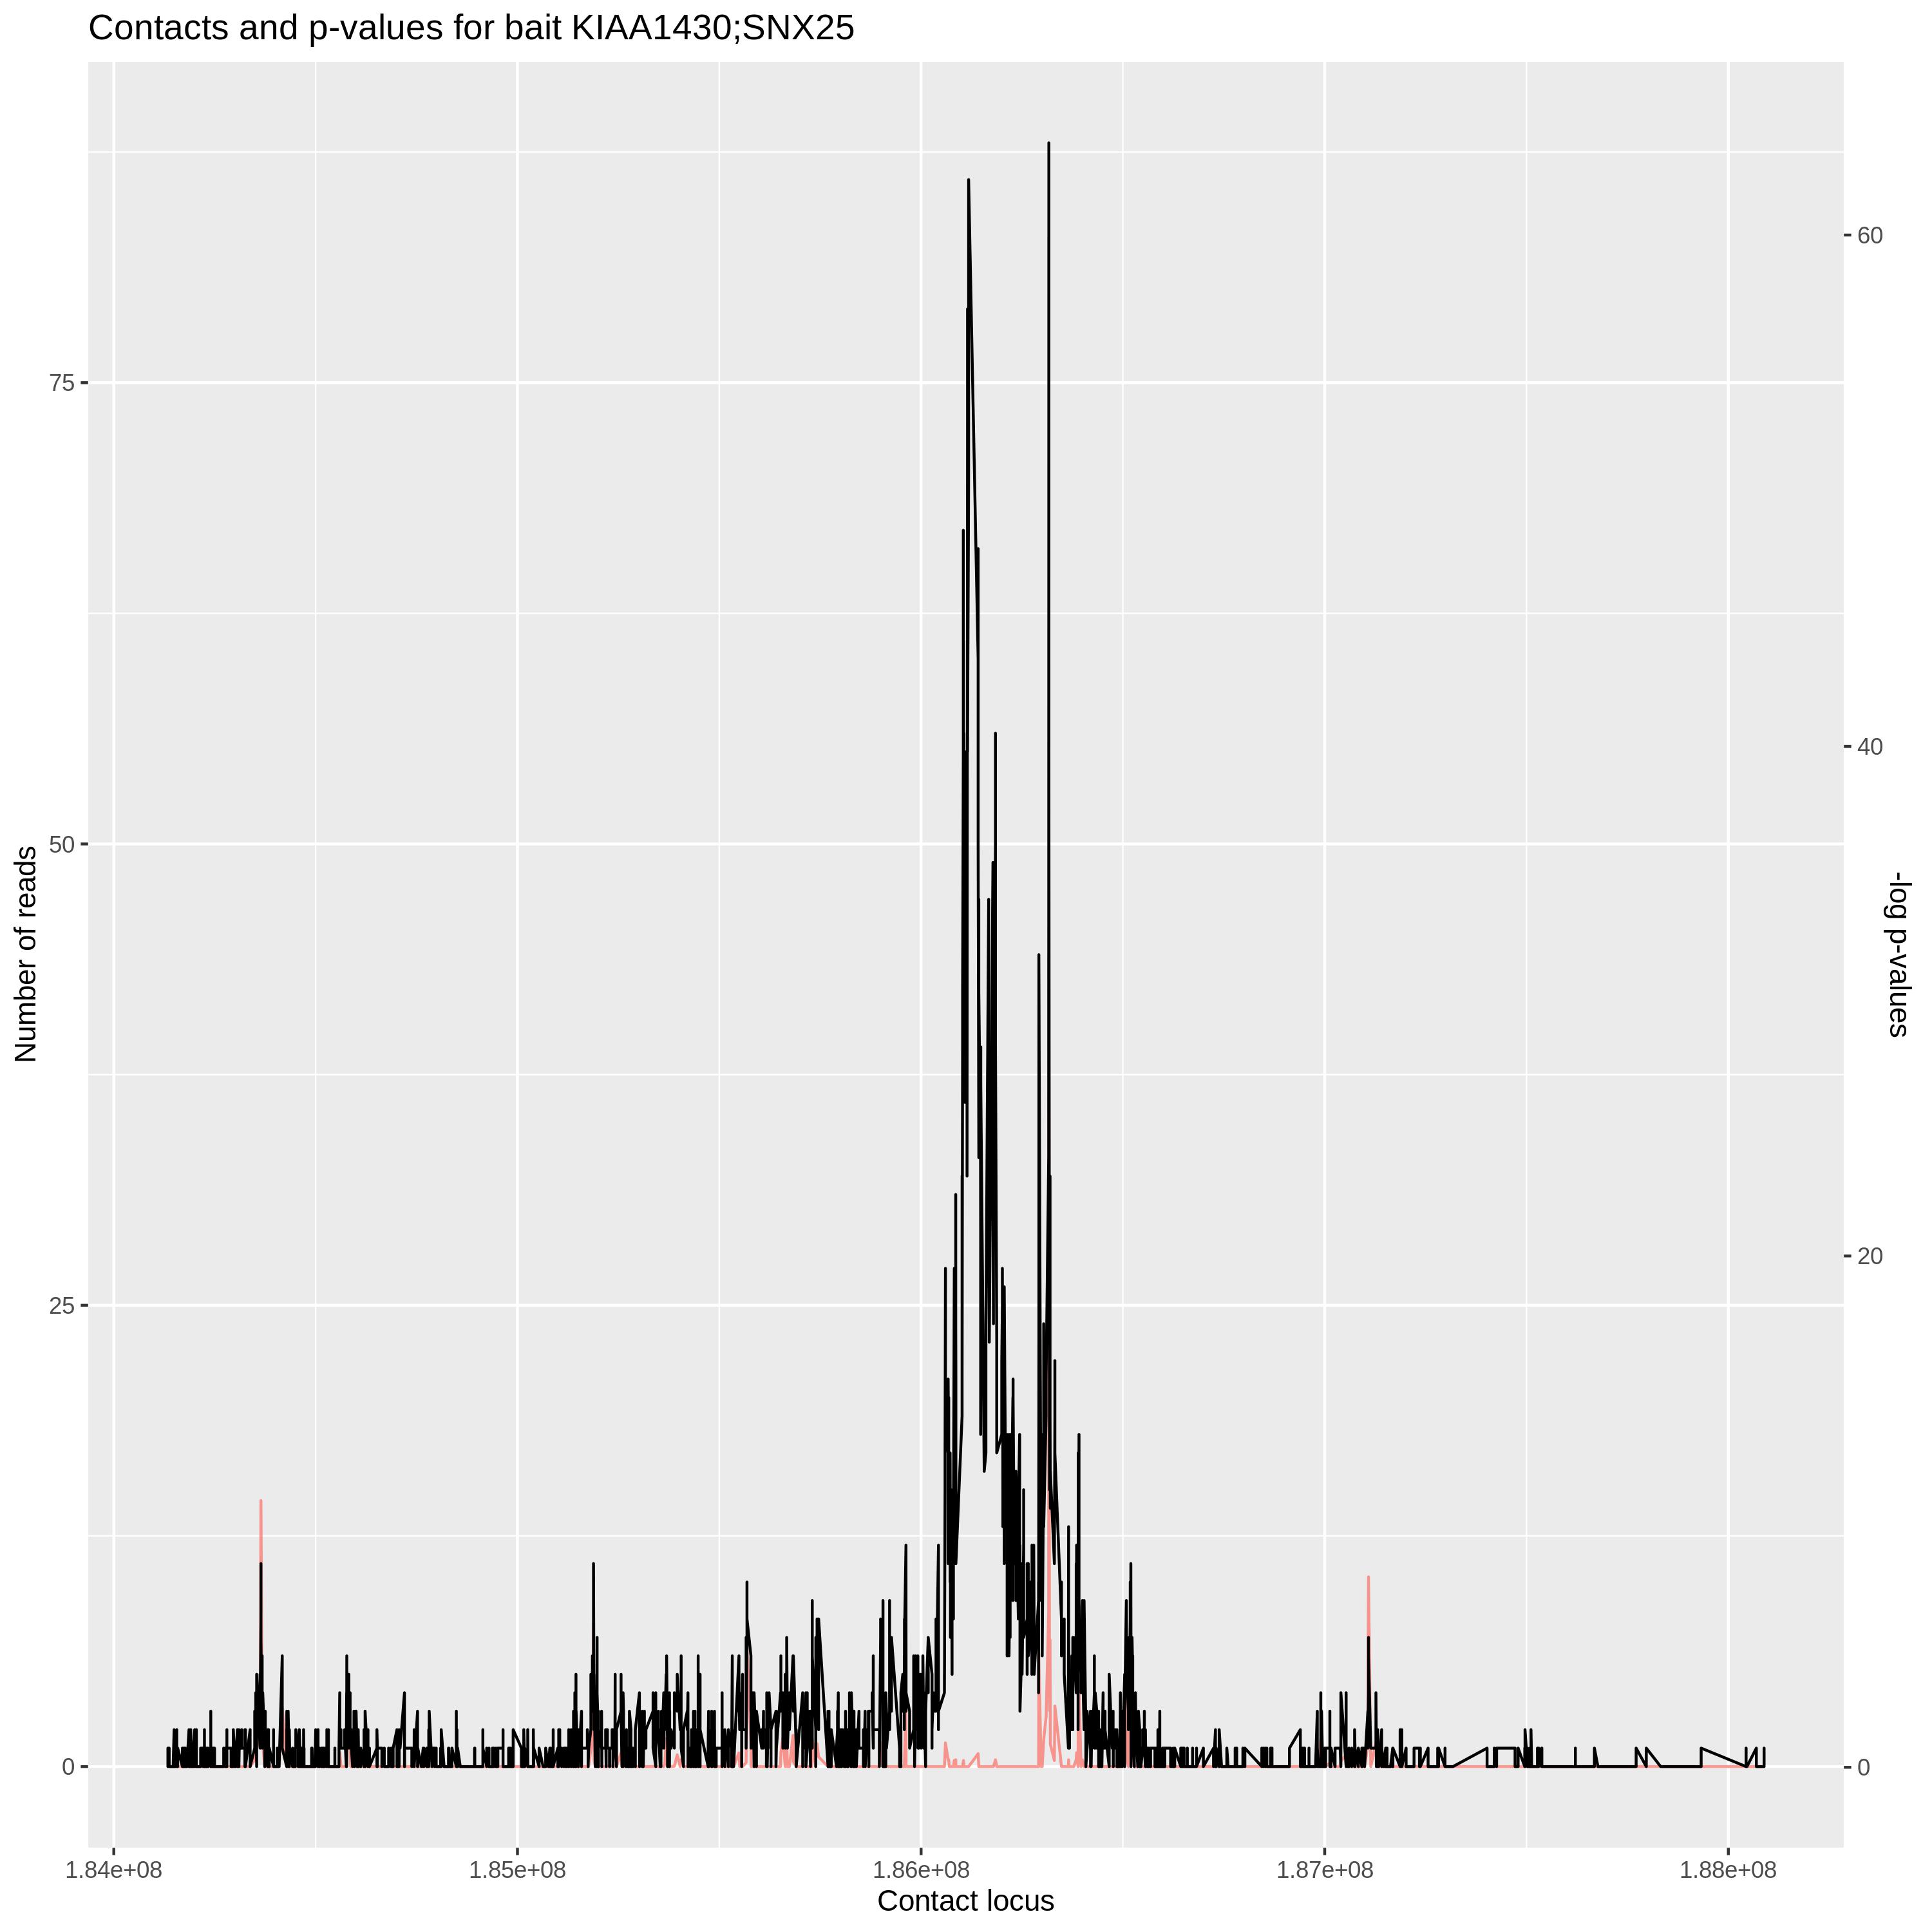 Contacts and p-values for bait KIAA1430;SNX25
Number of reads
75
50
25
0
60
40
20
0
-log p-values
1.84e+08
1.85e+08
1.86e+08
1.87e+08
1.88e+08
Contact locus